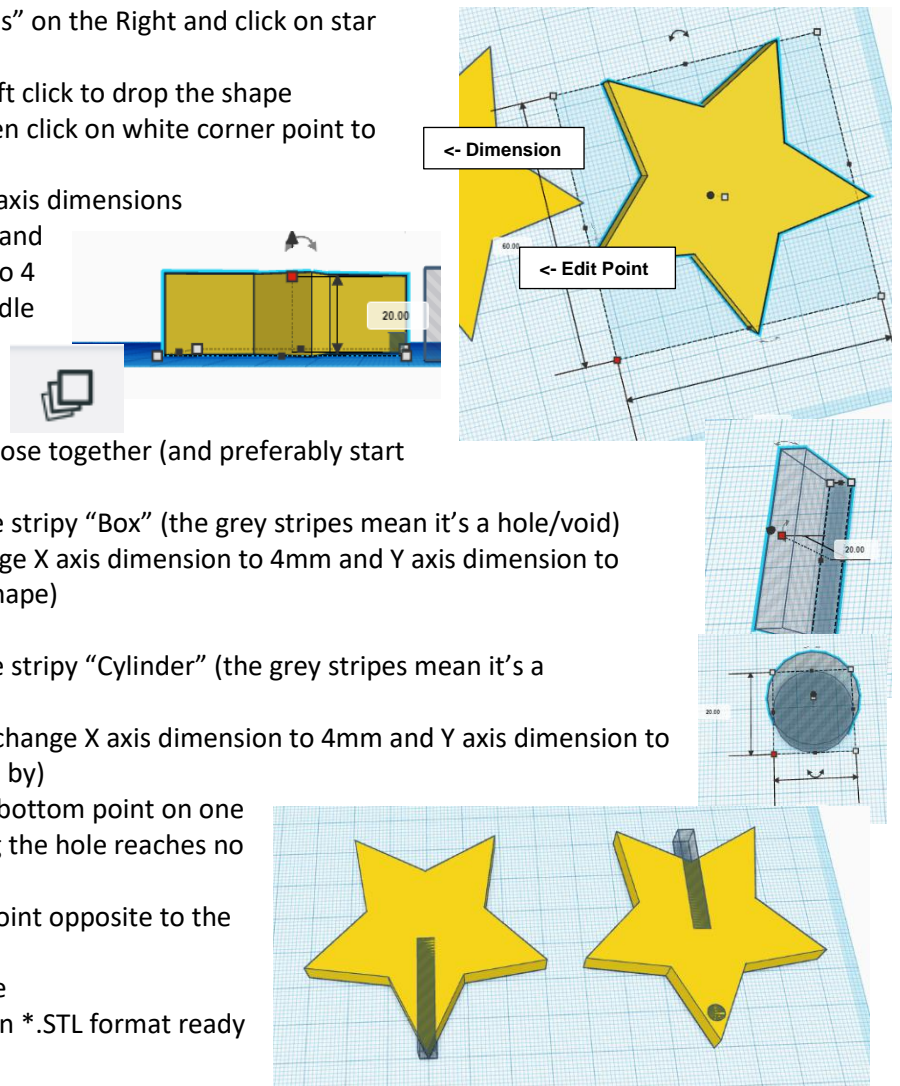 s” on the Right and click on star
ft click to drop the shape
en click on white corner point to
<- Dimension
axis dimensions
and
o 4
dle
60.00
<- Edit Point
20.00
ose together (and preferably start
e stripy “Box” (the grey stripes mean it’s a hole/void)
ge X axis dimension to 4mm and Y axis dimension to
hape)
20.00
e stripy “Cylinder” (the grey stripes mean it’s a
20.00
change X axis dimension to 4mm and Y axis dimension to
by)
bottom point on one
g the hole reaches no
oint opposite to the
e
n *.STL format ready